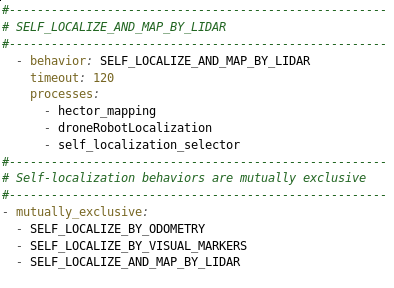 #------------------------------------------------------
# SELF_LOCALIZE_AND_MAP_BY_LIDAR
#------------------------------------------------------
  - behavior: SELF_LOCALIZE_AND_MAP_BY_LIDAR
    timeout: 120
    processes:
      - hector_mapping
      - droneRobotLocalization
      - self_localization_selector
#------------------------------------------------------
# Self-localization behaviors are mutually exclusive
#------------------------------------------------------
- mutually_exclusive:
  - SELF_LOCALIZE_BY_ODOMETRY
  - SELF_LOCALIZE_BY_VISUAL_MARKERS
  - SELF_LOCALIZE_AND_MAP_BY_LIDAR